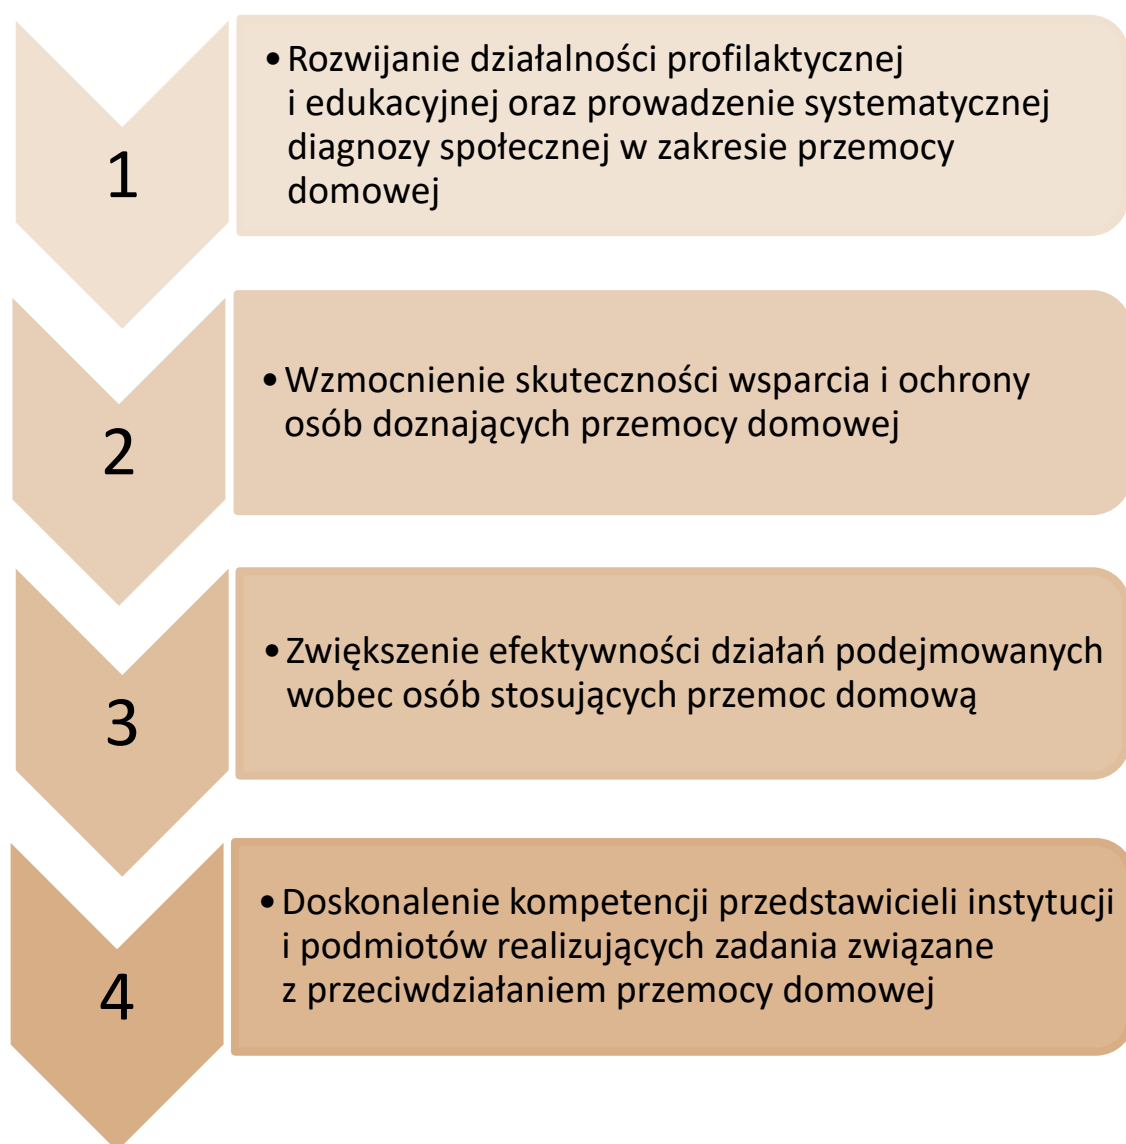 1
•Rozwijanie działalności profilaktycznej
i edukacyjnej oraz prowadzenie systematycznej
diagnozy społecznej w zakresie przemocy
domowej
2
•Wzmocnienie skuteczności wsparcia i ochrony
osób doznających przemocy domowej
3
•Zwiększenie efektywności działań podejmowanych
wobec osób stosujących przemoc domową
4
•Doskonalenie kompetencji przedstawicieli instytucji
i podmiotów realizujących zadania związane
z przeciwdziałaniem przemocy domowej